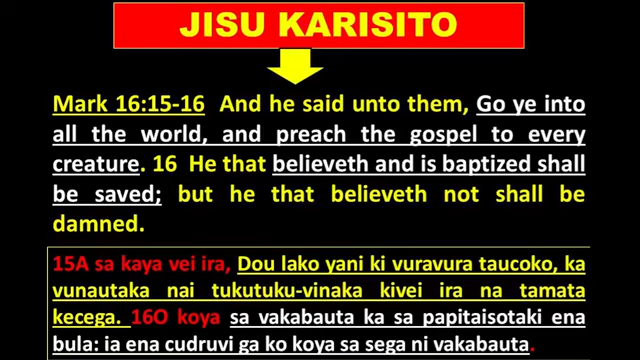 JISU KARISITO
Mark 16:15-16 And he said unto them, Go ye into
all the world, and preach the gospel to every
creature. 16 He that believeth and is baptized shall
be saved; but he that believeth not shall be
damned.
15A sa kaya vei ira, Dou lako yani ki vuravura taucoko, ka
vunautaka nai tukutuku-vinaka kivei ira na tamata
kecega. 16O koya sa vakabauta ka sa papitaisotaki ena
bula: ia ena cudruvi ga ko koya sa sega ni vakabauta.